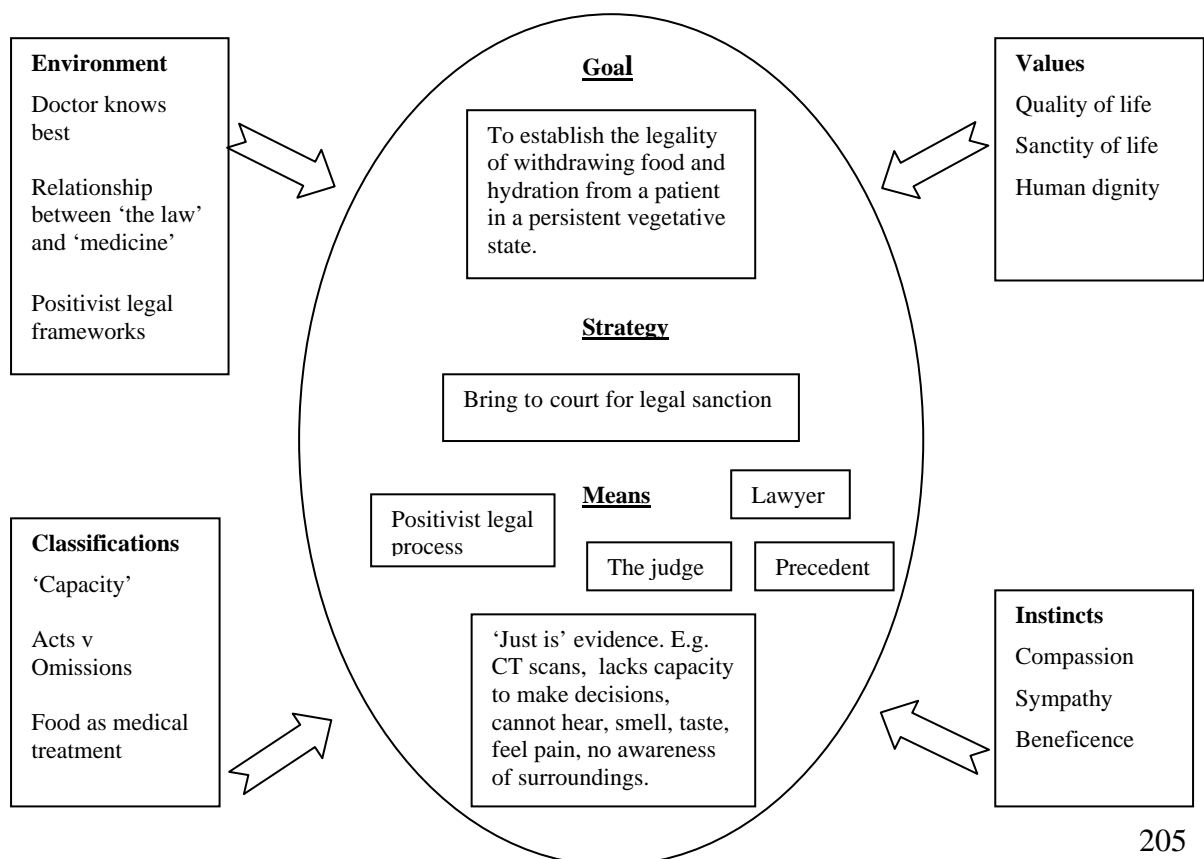 Environment
Doctor knows
best
Relationship
between ‘the law’
and ‘medicine’
Positivist legal
frameworks
Goal
To establish the legality
of withdrawing food and
hydration from a patient
in a persistent vegetative
state.
Values
Quality of life
Sanctity of life
Human dignity
Strategy
Bring to court for legal sanction
Means
Lawyer
Positivist legal
process
The judge
Precedent
Classifications
‘Capacity’
Acts v
Omissions
Food as medical
treatment
‘Just is’ evidence. E.g.
CT scans,  lacks capacity
to make decisions,
cannot hear, smell, taste,
feel pain, no awareness
of surroundings.
Instincts
Compassion
Sympathy
Beneficence
205